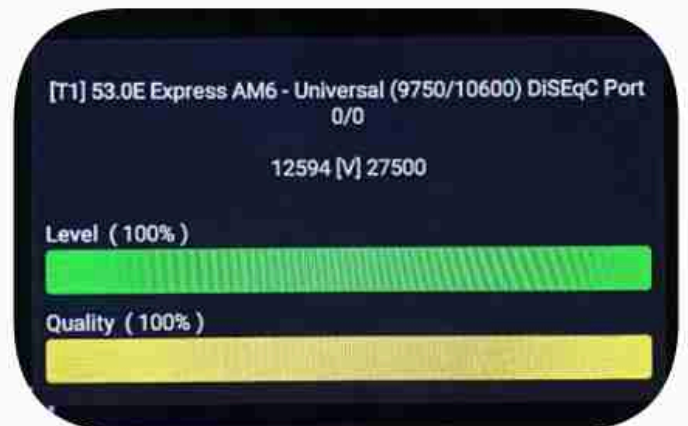 [T1] 53.0E Express AM6 - Universal (9750/10600) DiSEqC Port
0/0
12594 [V] 27500
Level ( 100% )
Quality ( 100% )